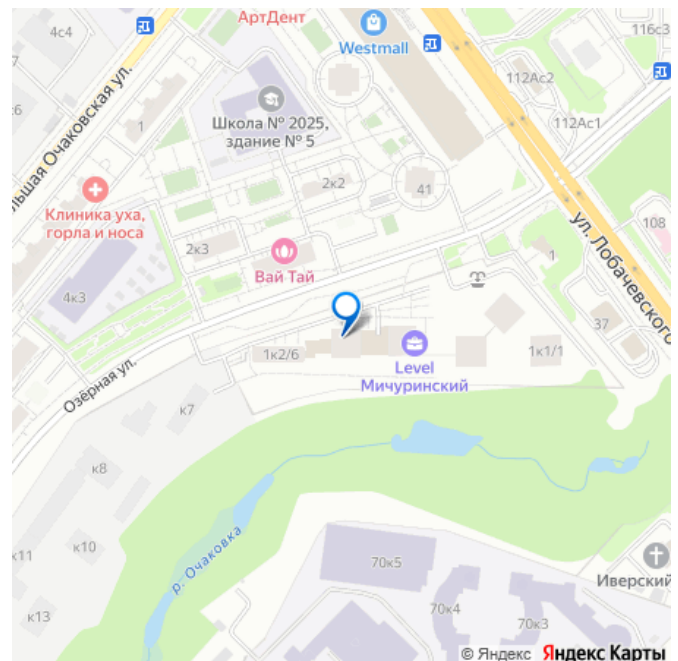 4с4
АртДент
Westmall
116с3
112Ас2
112Ас1
Большая Очаковская ул.
1
Школа № 2025,
здание № 5
2к2
41
Клиника уха,
горла и носа
2к3
Вай Тай
ул. Лобачевского
108
1
4к3
37
1к2/6
Level
Мичуринский
1к1/1
Озёрная ул.
к7
к8
к10
к11
к13
р. Очаковка
70к5
70к4
70к3
Иверский
© Яндекс Яндекс Карты